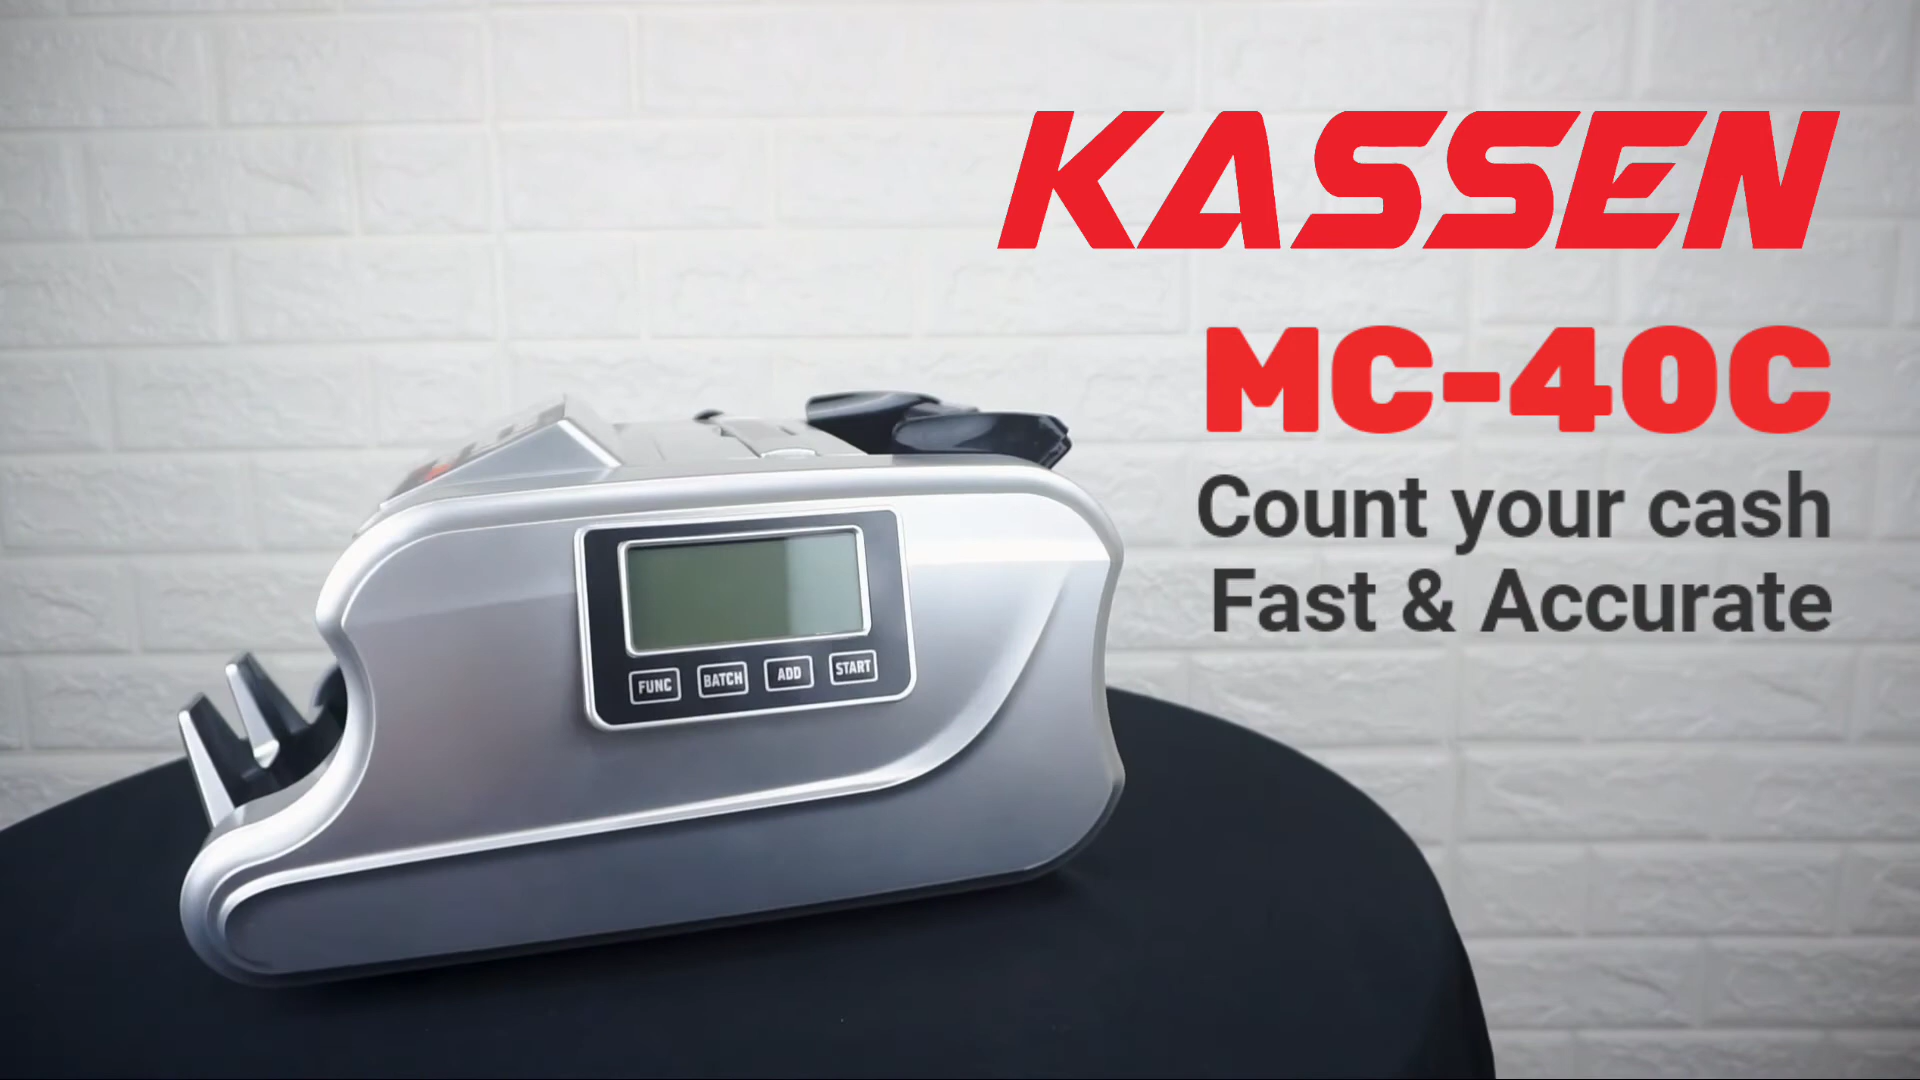 KASSEN
MC-40C
Count your cash
Fast & Accurate
FUNC BATCH ADD START